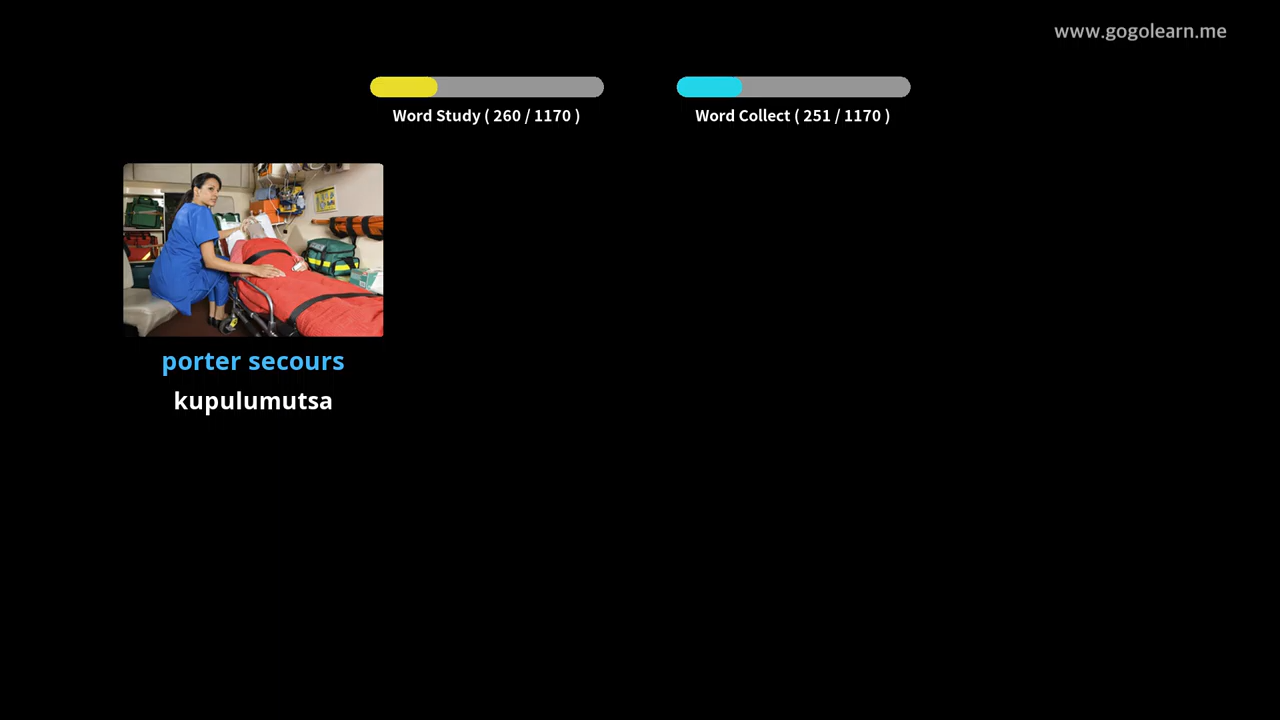 www.gogolearn.me
Word Study ( 260 / 1170 )
Word Collect ( 251 / 1170 )
porter secours
kupulumutsa